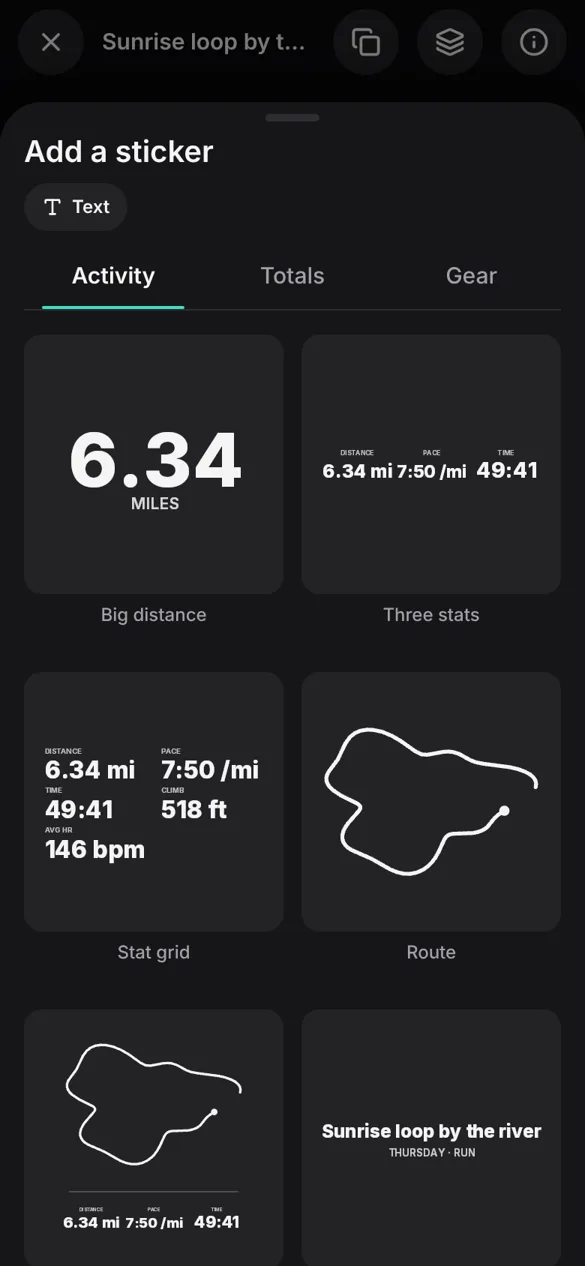 Sunrise loop by t...
Add a sticker
Text
Activity Totals Gear
6.34
MILES
Big distance
DISTANCE PACE TIME
6.34 mi 7:50 /mi 49:41
Three stats
DISTANCE PACE
6.34 mi 7:50 /mi
TIME CLIMB
49:41 518 ft
AVG HR
146 bpm
Stat grid
Route
DISTANCE PACE TIME
6.34 mi 7:50 /mi 49:41
Sunrise loop by the river
THURSDAY · RUN